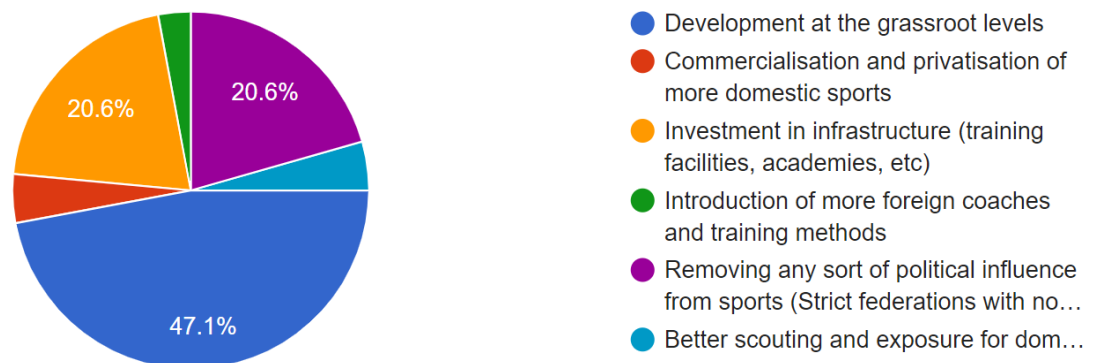 20.6%
20.6%
47.1%
Development at the grassroot levels
Commercialisation and privatisation of
more domestic sports
Investment in infrastructure (training
facilities, academies, etc)
Introduction of more foreign coaches
and training methods
Removing any sort of political influence
from sports (Strict federations with no…
Better scouting and exposure for dom…